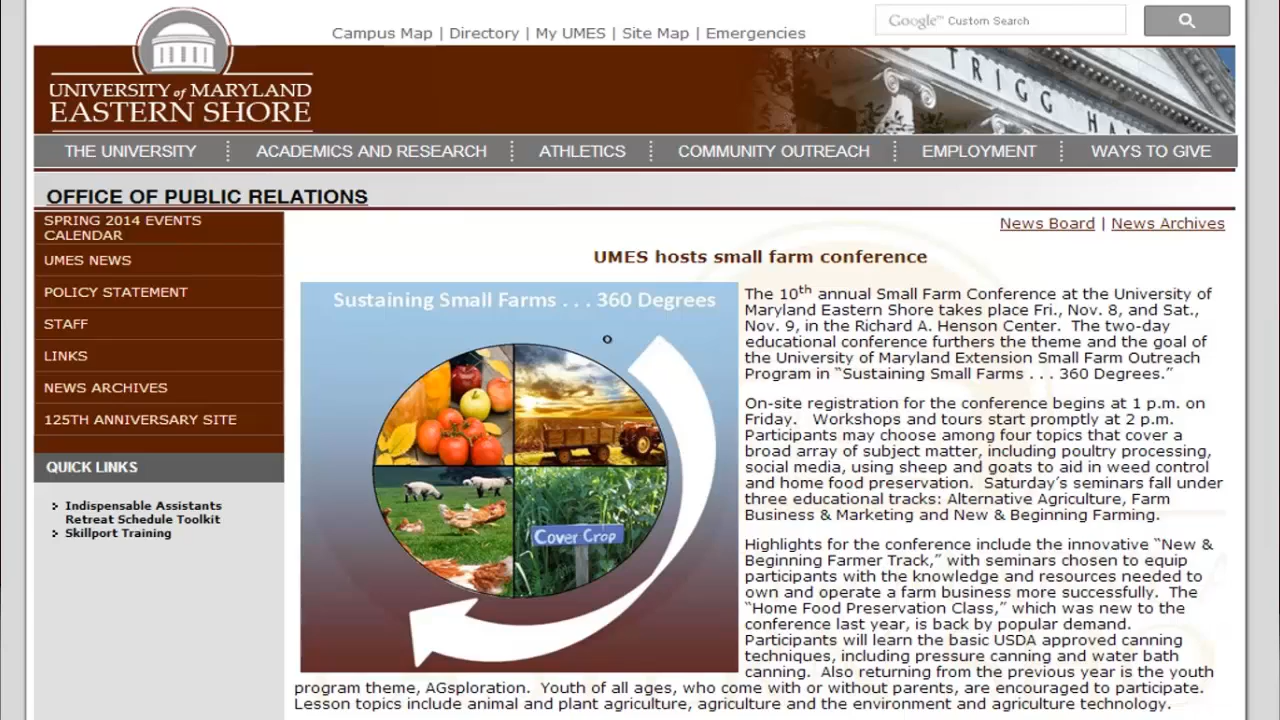 Campus Map | Directory | My UMES | Site Map | Emergencies
Google™ Custom Search
UNIVERSITY of MARYLAND
EASTERN SHORE
TRIGG HA
THE UNIVERSITY
ACADEMICS AND RESEARCH
ATHLETICS
COMMUNITY OUTREACH
EMPLOYMENT
WAYS TO GIVE
OFFICE OF PUBLIC RELATIONS
SPRING 2014 EVENTS
CALENDAR
UMES NEWS
POLICY STATEMENT
STAFF
LINKS
NEWS ARCHIVES
125TH ANNIVERSARY SITE
QUICK LINKS
Indispensable Assistants
Retreat Schedule Toolkit
Skillport Training
News Board | News Archives
UMES hosts small farm conference
Sustaining Small Farms . . . 360 Degrees
Cover Crop
The 10th annual Small Farm Conference at the University of
Maryland Eastern Shore takes place Fri., Nov. 8, and Sat.,
Nov. 9, in the Richard A. Henson Center. The two-day
educational conference furthers the theme and the goal of
the University of Maryland Extension Small Farm Outreach
Program in “Sustaining Small Farms . . . 360 Degrees.”
On-site registration for the conference begins at 1 p.m. on
Friday. Workshops and tours start promptly at 2 p.m.
Participants may choose among four topics that cover a
broad array of subject matter, including poultry processing,
social media, using sheep and goats to aid in weed control
and home food preservation. Saturday’s seminars fall under
three educational tracks: Alternative Agriculture, Farm
Business & Marketing and New & Beginning Farming.
Highlights for the conference include the innovative “New &
Beginning Farmer Track,” with seminars chosen to equip
participants with the knowledge and resources needed to
own and operate a farm business more successfully. The
“Home Food Preservation Class,” which was new to the
conference last year, is back by popular demand.
Participants will learn the basic USDA approved canning
techniques, including pressure canning and water bath
canning. Also returning from the previous year is the youth
program theme, AGsploration. Youth of all ages, who come with or without parents, are encouraged to participate.
Lesson topics include animal and plant agriculture, agriculture and the environment and agriculture technology.